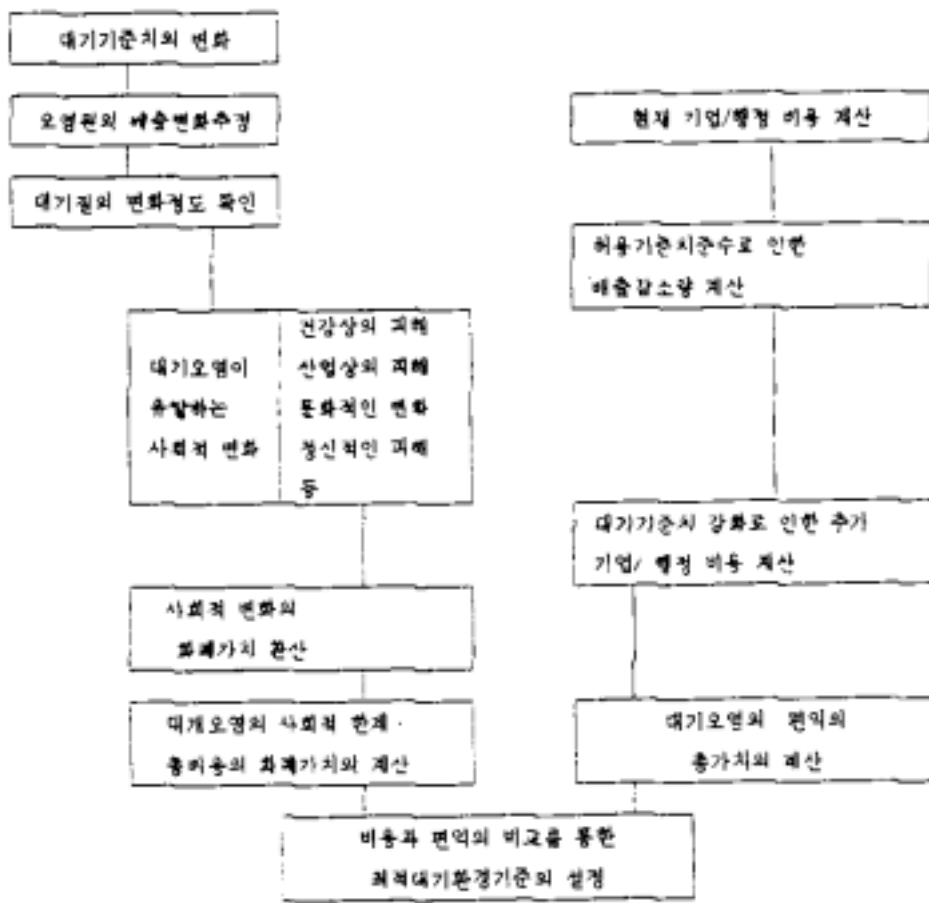 대기기준치의 변화
오염원의 배출변화추정
대기질의 변화정도 확인
대기오염이
유발하는
사회적 변화
건강상의 피해
산업상의 피해
문화적인 변화
정신적인 피해
등
사회적 변화의
화폐가치 환산
대개오염의 사회적 한계·
총비용의 화폐가치의 계산
현재 기업/행정 비용 계산
허용기준치준수로 인한
배출감소량 계산
대기기준치 강화로 인한 추가
기업/ 행정 비용 계산
대기오염의 편익의
총가치의 계산
비용과 편익의 비교을 통한
최적대기환경기준의 설정